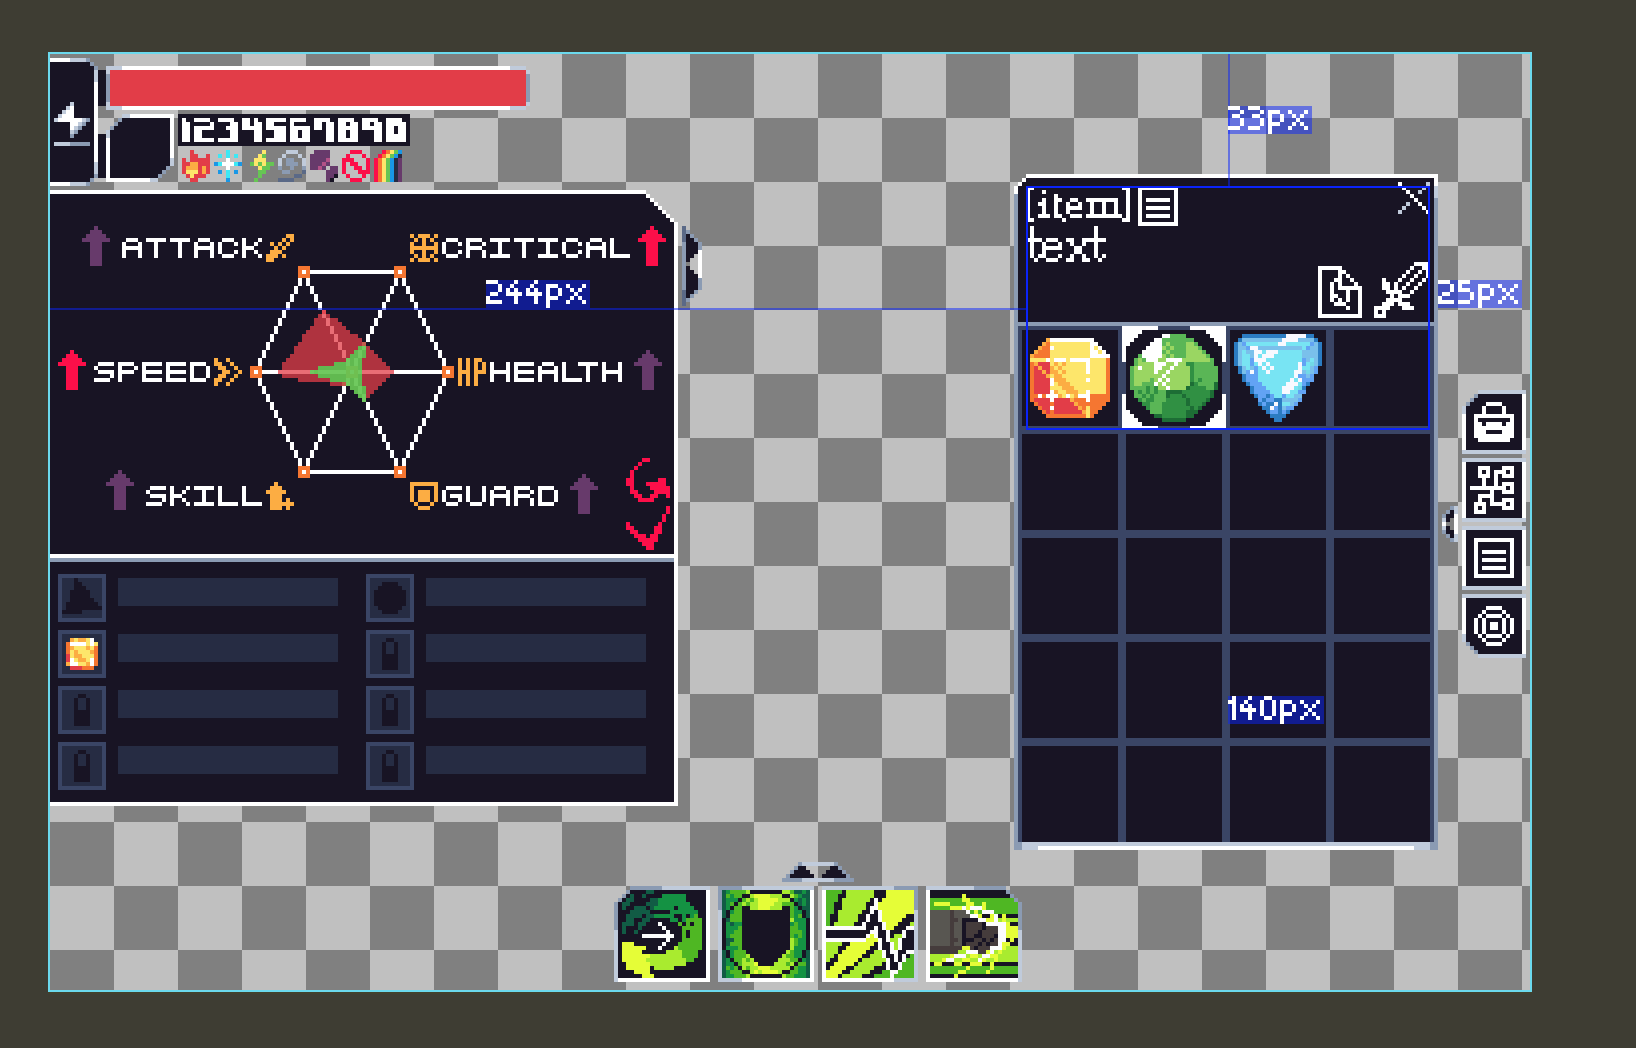 1234567890
33px
[item]
text
ATTACK
CRITICAL
244px
25px
SPEED
HP HEALTH
SKILL
GUARD
140px